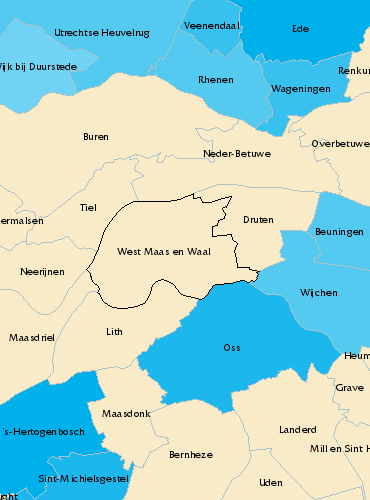 Veenendaal
Ede
Utrechtse Heuvelrug
Wijk bij Duurstede
Rhenen
Renku
Wageningen
Buren
Overbetuwe
Neder-Betuwe
Tiel
ermalsen
Druten
Beuningen
West Maas en Waal
Neerijnen
Wijchen
Lith
Maasdriel
Oss
Heum
Grave
Maasdonk
's-Hertogenbosch
Landerd
Mill en Sint H
Bernheze
Sint-Michielsgestel
Uden